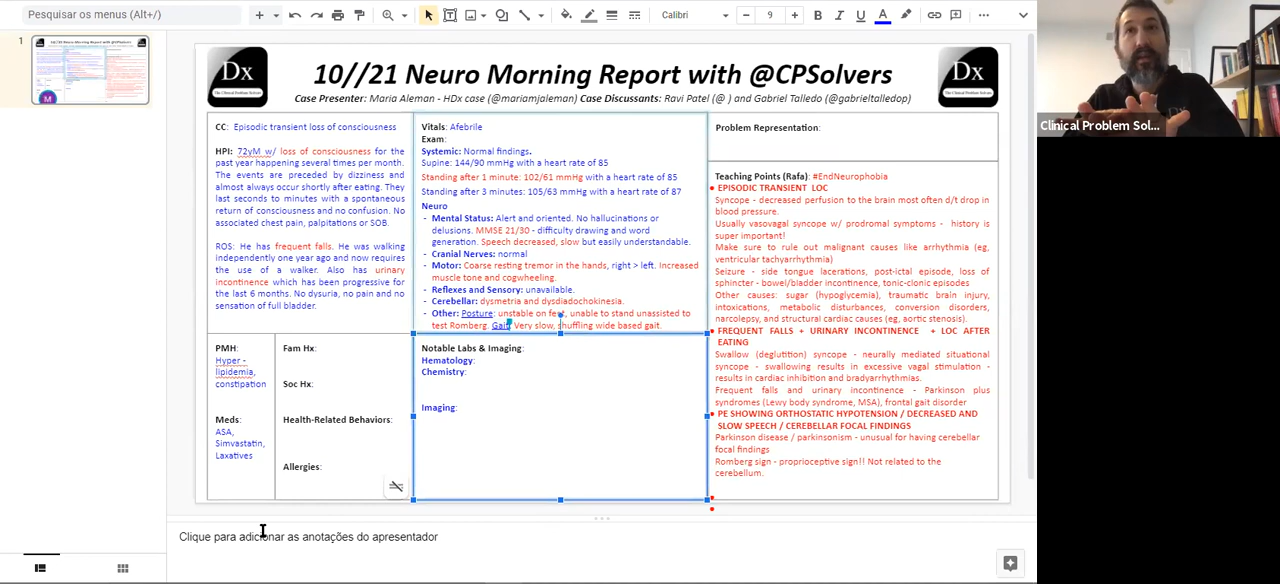 Pesquisar os menus (Alt+/)
Calibri
9
B I U A
1
Dx
The Clinical Problem Solvers
10//21 Neuro Morning Report with @CPSolvers
Case Presenter: Maria Aleman - HDx case (@mariamjaleman) Case Discussants: Ravi Patel (@ ) and Gabriel Talledo (@gabrieltalledop)
Dx
The Clinical Problem Solvers
CC: Episodic transient loss of consciousness
HPI: 72yM w/ loss of consciousness for the
past year happening several times per month.
The events are preceded by dizziness and
almost always occur shortly after eating. They
last seconds to minutes with a spontaneous
return of consciousness and no confusion. No
associated chest pain, palpitations or SOB.
ROS: He has frequent falls. He was walking
independently one year ago and now requires
the use of a walker. Also has urinary
incontinence which has been progressive for
the last 6 months. No dysuria, no pain and no
sensation of full bladder.
PMH:
Hyper -
lipidemia,
constipation
Meds:
ASA,
Simvastatin,
Laxatives
Fam Hx:
Soc Hx:
Health-Related Behaviors:
Allergies:
Vitals: Afebrile
Exam:
Systemic: Normal findings.
Supine: 144/90 mmHg with a heart rate of 85
Standing after 1 minute: 102/61 mmHg with a heart rate of 85
Standing after 3 minutes: 105/63 mmHg with a heart rate of 87
Neuro
- Mental Status: Alert and oriented. No hallucinations or
delusions. MMSE 21/30 - difficulty drawing and word
generation. Speech decreased, slow but easily understandable.
- Cranial Nerves: normal
- Motor: Coarse resting tremor in the hands, right > left. Increased
muscle tone and cogwheeling.
- Reflexes and Sensory: unavailable.
- Cerebellar: dysmetria and dysdiadochokinesia.
- Other: Posture: unstable on feet, unable to stand unassisted to
test Romberg. Gait: Very slow, shuffling wide based gait.
Notable Labs & Imaging:
Hematology:
Chemistry:
Imaging:
Problem Representation:
Teaching Points (Rafa): #EndNeurophobia
• EPISODIC TRANSIENT LOC
Syncope - decreased perfusion to the brain most often d/t drop in
blood pressure.
Usually vasovagal syncope w/ prodromal symptoms - history is
super important!
Make sure to rule out malignant causes like arrhythmia (eg,
ventricular tachyarrhythmia)
Seizure - side tongue lacerations, post-ictal episode, loss of
sphincter - bowel/bladder incontinence, tonic-clonic episodes
Other causes: sugar (hypoglycemia), traumatic brain injury,
intoxications, metabolic disturbances, conversion disorders,
narcolepsy, and structural cardiac causes (eg, aortic stenosis).
• FREQUENT FALLS + URINARY INCONTINENCE + LOC AFTER
EATING
Swallow (deglutition) syncope - neurally mediated situational
syncope - swallowing results in excessive vagal stimulation -
results in cardiac inhibition and bradyarrhythmias.
Frequent falls and urinary incontinence - Parkinson plus
syndromes (Lewy body syndrome, MSA), frontal gait disorder
• PE SHOWING ORTHOSTATIC HYPOTENSION / DECREASED AND
SLOW SPEECH / CEREBELLAR FOCAL FINDINGS
Parkinson disease / parkinsonism - unusual for having cerebellar
focal findings
Romberg sign - proprioceptive sign!! Not related to the
cerebellum.
Clique para adicionar as anotações do apresentador
M
Clinical Problem Sol...